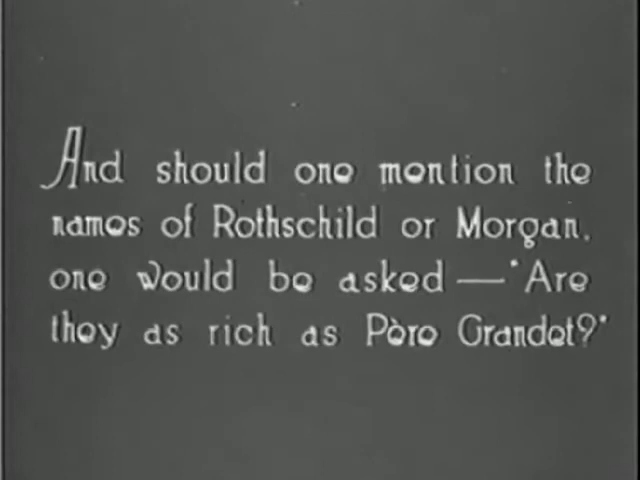 And should one mention the
names of Rothschild or Morgan,
one would be asked — "Are
they as rich as Père Grandet?"